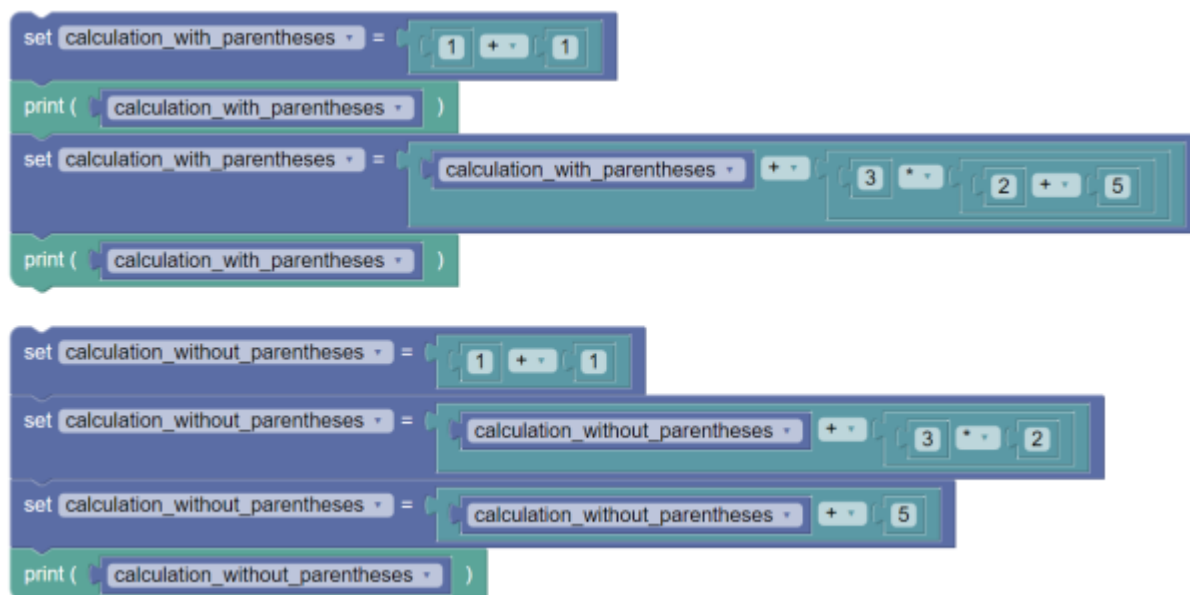 set calculation_with_parentheses = 1 + 1
print ( calculation_with_parentheses )
set calculation_with_parentheses = calculation_with_parentheses + 3 * 2 + 5
print ( calculation_with_parentheses )
set calculation_without_parentheses = 1 + 1
set calculation_without_parentheses = calculation_without_parentheses + 3 * 2
set calculation_without_parentheses = calculation_without_parentheses + 5
print ( calculation_without_parentheses )